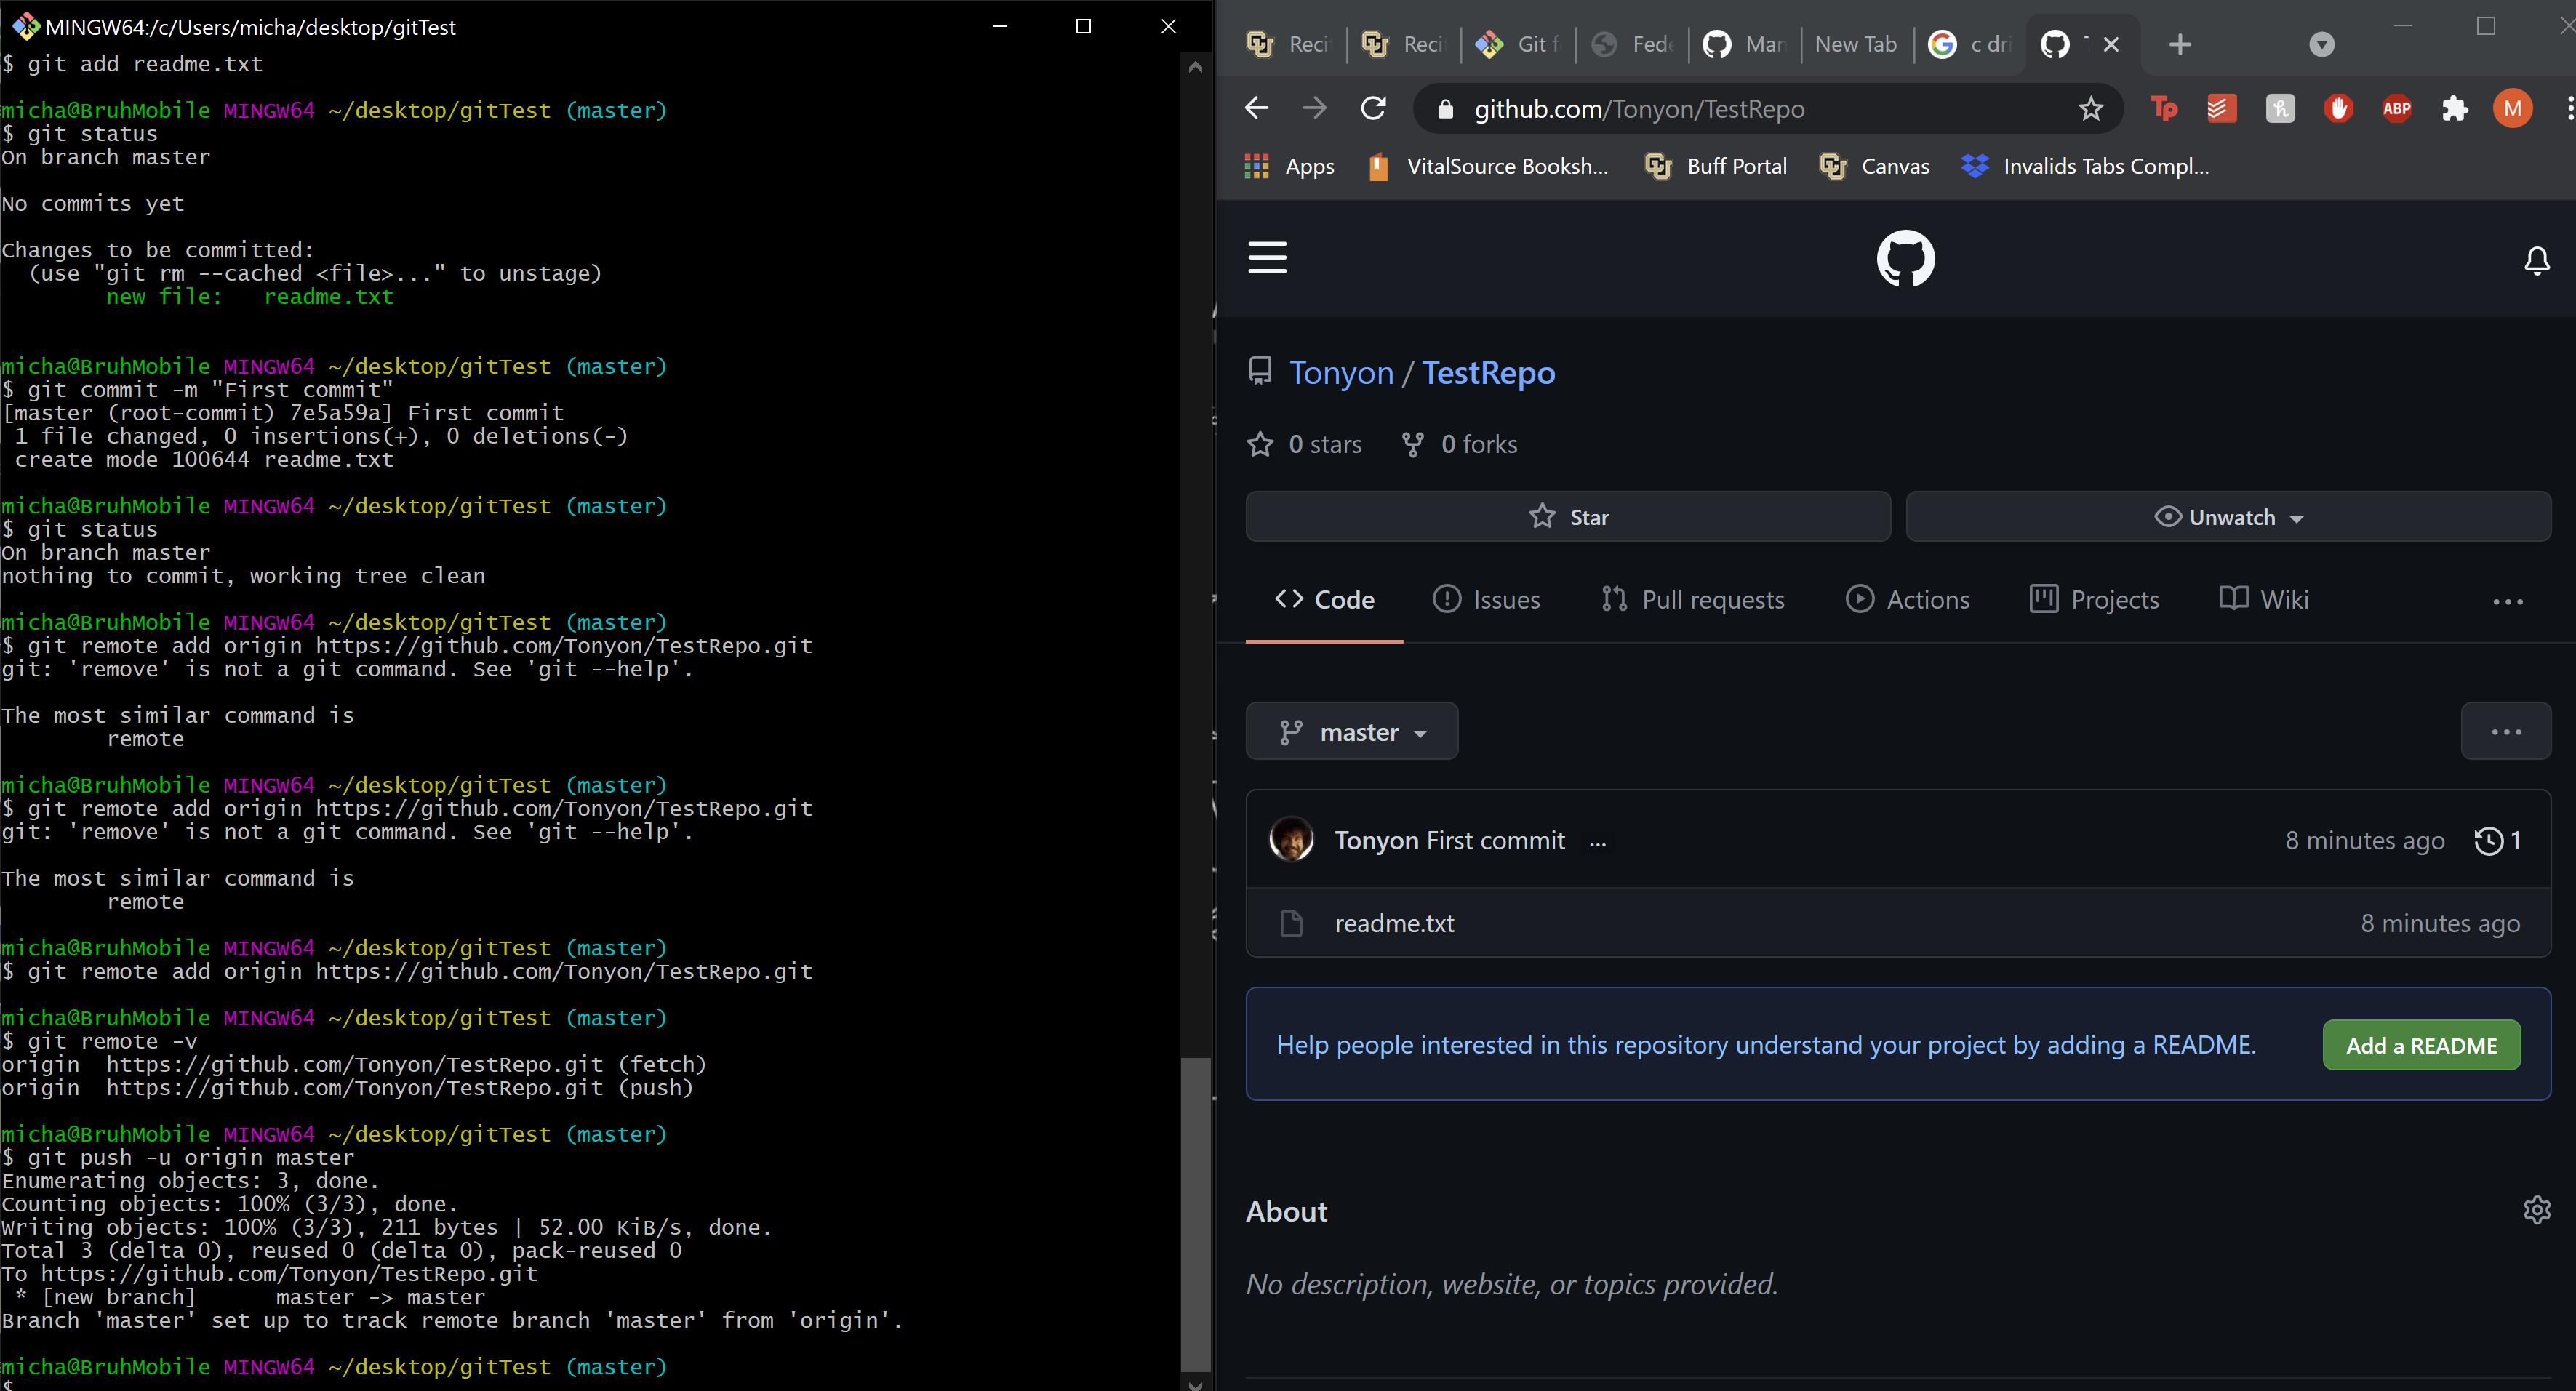 MINGW64:/c/Users/micha/desktop/gitTest
$ git add readme.txt
micha@BruhMobile MINGW64 ~/desktop/gitTest (master)
$ git status
On branch master
No commits yet
Changes to be committed:
(use "git rm --cached <file>..." to unstage)
new file:   readme.txt
micha@BruhMobile MINGW64 ~/desktop/gitTest (master)
$ git commit -m "First commit"
[master (root-commit) 7e5a59a] First commit
1 file changed, 0 insertions(+), 0 deletions(-)
create mode 100644 readme.txt
micha@BruhMobile MINGW64 ~/desktop/gitTest (master)
$ git status
On branch master
nothing to commit, working tree clean
micha@BruhMobile MINGW64 ~/desktop/gitTest (master)
$ git remote add origin https://github.com/Tonyon/TestRepo.git
git: 'remove' is not a git command. See 'git --help'.
The most similar command is
remote
micha@BruhMobile MINGW64 ~/desktop/gitTest (master)
$ git remote add origin https://github.com/Tonyon/TestRepo.git
git: 'remove' is not a git command. See 'git --help'.
The most similar command is
remote
micha@BruhMobile MINGW64 ~/desktop/gitTest (master)
$ git remote add origin https://github.com/Tonyon/TestRepo.git
micha@BruhMobile MINGW64 ~/desktop/gitTest (master)
$ git remote -v
origin  https://github.com/Tonyon/TestRepo.git (fetch)
origin  https://github.com/Tonyon/TestRepo.git (push)
micha@BruhMobile MINGW64 ~/desktop/gitTest (master)
$ git push -u origin master
Enumerating objects: 3, done.
Counting objects: 100% (3/3), done.
Writing objects: 100% (3/3), 211 bytes | 52.00 KiB/s, done.
Total 3 (delta 0), reused 0 (delta 0), pack-reused 0
To https://github.com/Tonyon/TestRepo.git
* [new branch]      master -> master
Branch 'master' set up to track remote branch 'master' from 'origin'.
micha@BruhMobile MINGW64 ~/desktop/gitTest (master)
$
Reci Reci Git f Fede Man New Tab c dri
github.com/Tonyon/TestRepo Tp h ABP M
Apps VitalSource Booksh... Buff Portal Canvas Invalids Tabs Compl...
Tonyon / TestRepo
0 stars 0 forks
Star Unwatch
Code Issues Pull requests Actions Projects Wiki ...
master ...
Tonyon First commit ... 8 minutes ago 1
readme.txt 8 minutes ago
Help people interested in this repository understand your project by adding a README. Add a README
About
No description, website, or topics provided.